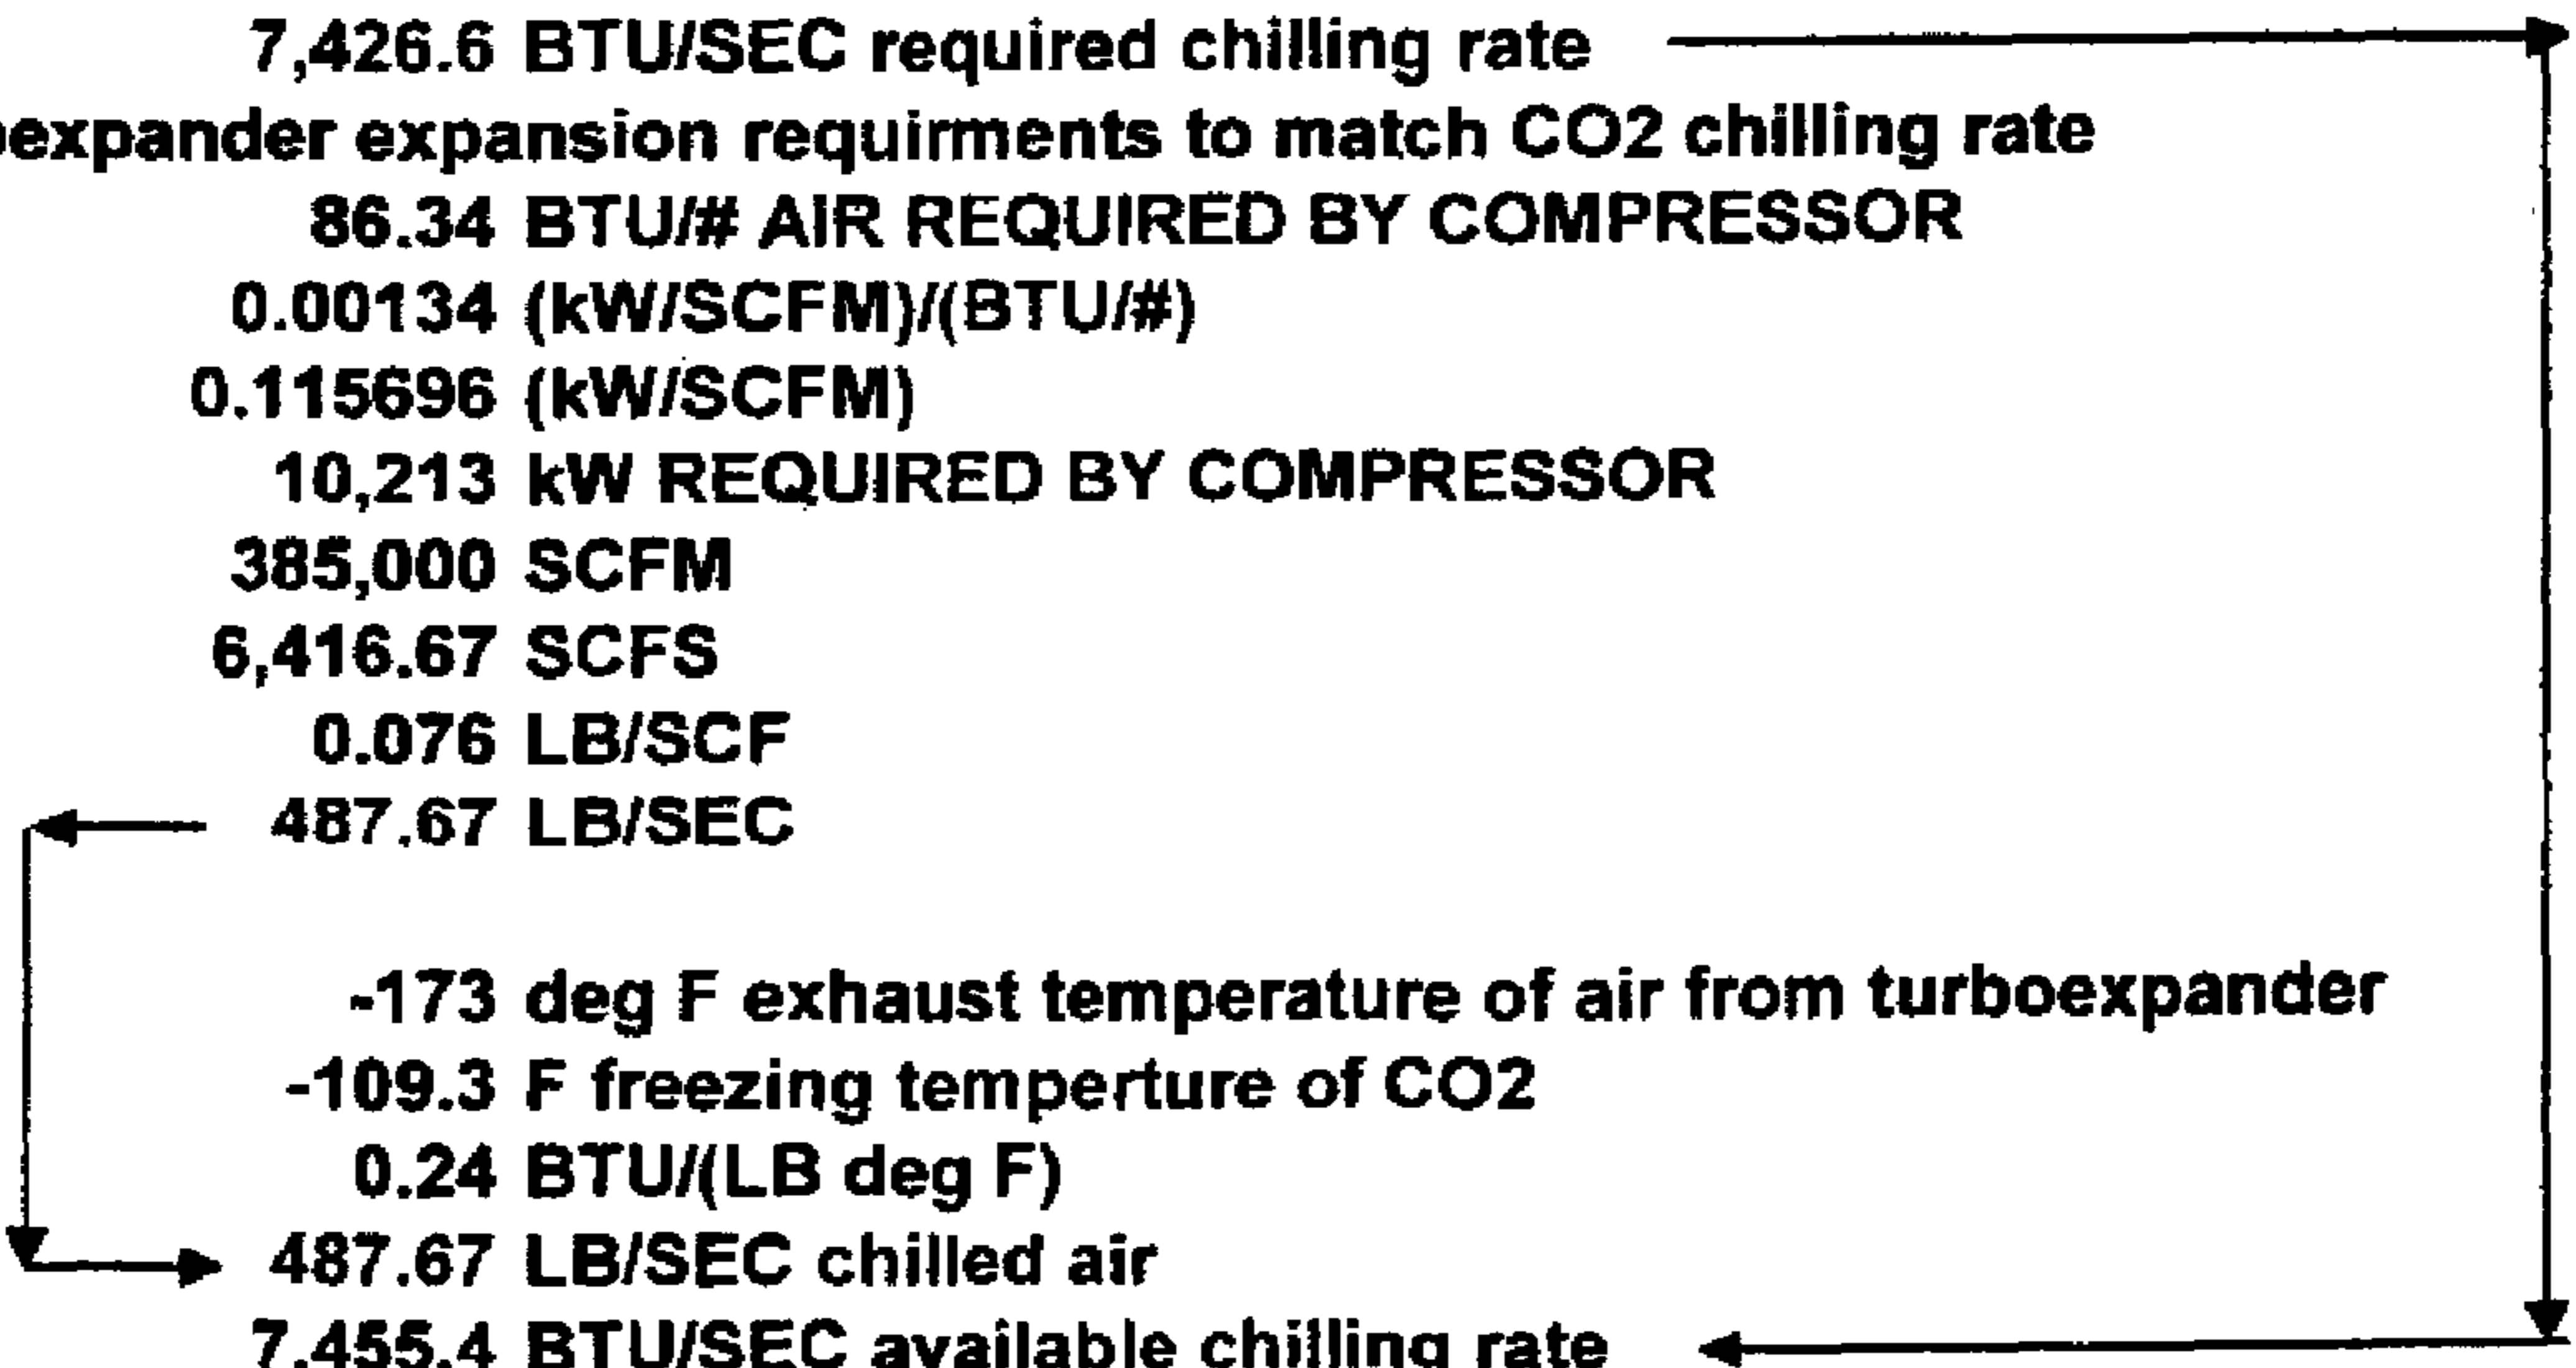 7,426.6 BTU/SEC required chilling rate
expander expansion requirments to match CO2 chilling rate
86.34 BTU/# AIR REQUIRED BY COMPRESSOR
0.00134 (kW/SCFM)/(BTU/#)
0.115696 (kW/SCFM)
10,213 kW REQUIRED BY COMPRESSOR
385,000 SCFM
6,416.67 SCFS
0.076 LB/SCF
487.67 LB/SEC
-173 deg F exhaust temperature of air from turboexpander
-109.3 F freezing temperture of CO2
0.24 BTU/(LB deg F)
487.67 LB/SEC chilled air
7,455.4 BTU/SEC available chilling rate